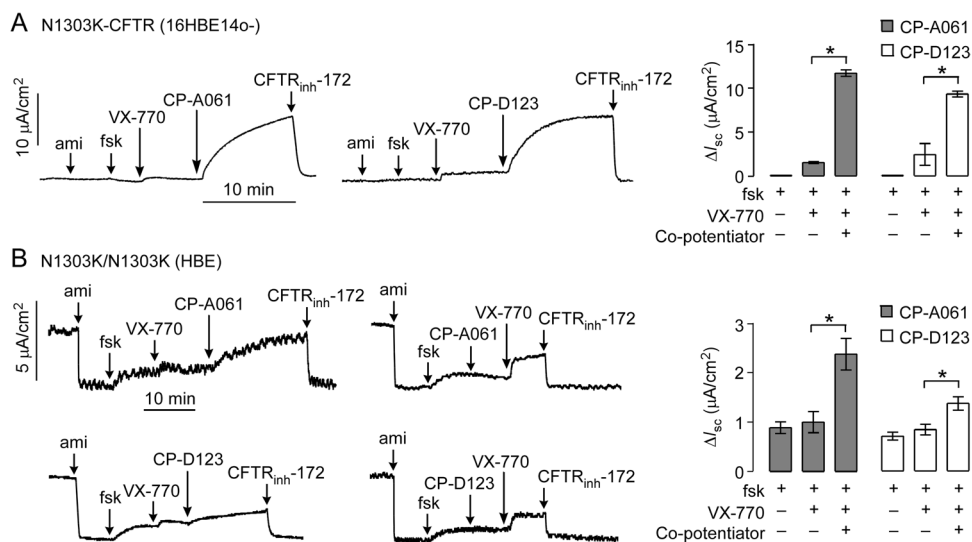 A N1303K-CFTR (16HBE14o-)
10 µA/cm2
ami
fsk
VX-770
CP-A061
CFTRinh-172
10 min
ami
fsk
VX-770
CP-D123
CFTRinh-172
CP-A061
CP-D123
ΔIsc (µA/cm2)
15
10
5
0
*
*
fsk + + + + + +
VX-770 – + + – + +
Co-potentiator – – + – – +
B N1303K/N1303K (HBE)
5 µA/cm2
ami
fsk
VX-770
CP-A061
CFTRinh-172
10 min
ami
fsk
CP-A061
VX-770
CFTRinh-172
ami
fsk
VX-770
CP-D123
CFTRinh-172
ami
fsk
CP-D123
VX-770
CFTRinh-172
CP-A061
CP-D123
ΔIsc (µA/cm2)
3
2
1
0
*
*
fsk + + + + + +
VX-770 – + + – + +
Co-potentiator – – + – – +